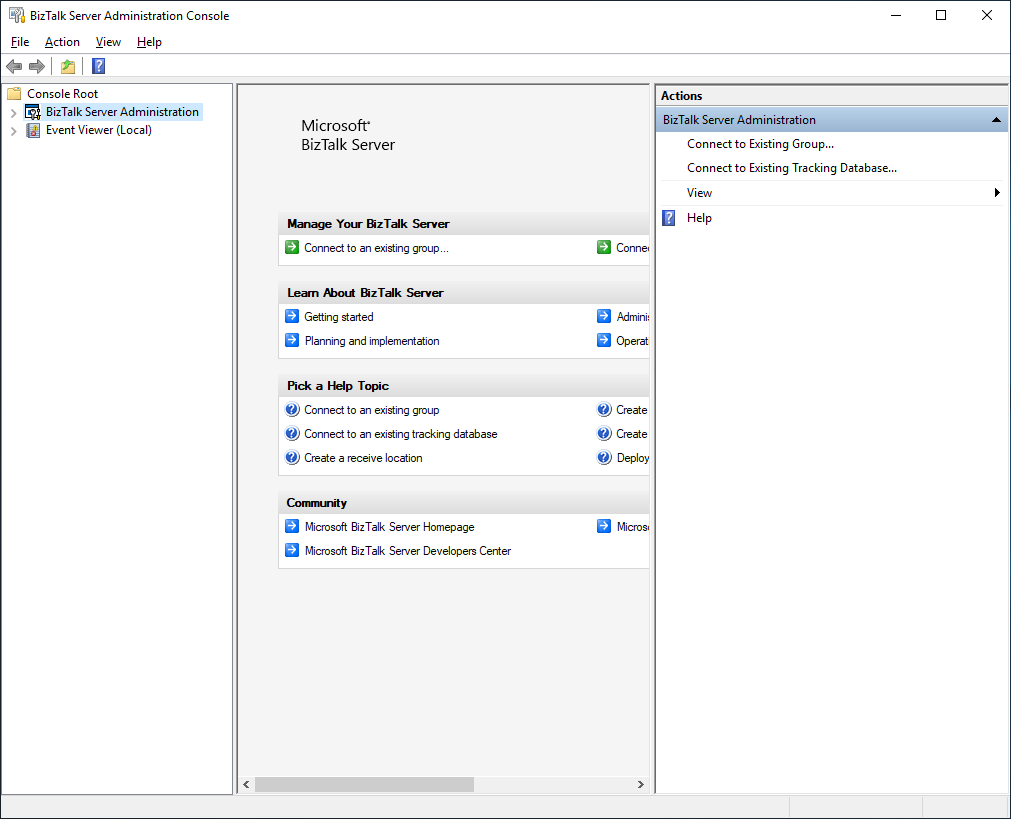 BizTalk Server Administration Console
File Action View Help
Console Root
BizTalk Server Administration
Event Viewer (Local)
Microsoft®
BizTalk Server
Manage Your BizTalk Server
Connect to an existing group...
Learn About BizTalk Server
Getting started
Planning and implementation
Pick a Help Topic
Connect to an existing group
Create
Connect to an existing tracking database
Create
Create a receive location
Deploy
Community
Microsoft BizTalk Server Homepage
Microsoft BizTalk Server Developers Center
Actions
BizTalk Server Administration
Connect to Existing Group...
Connect to Existing Tracking Database...
View
Help